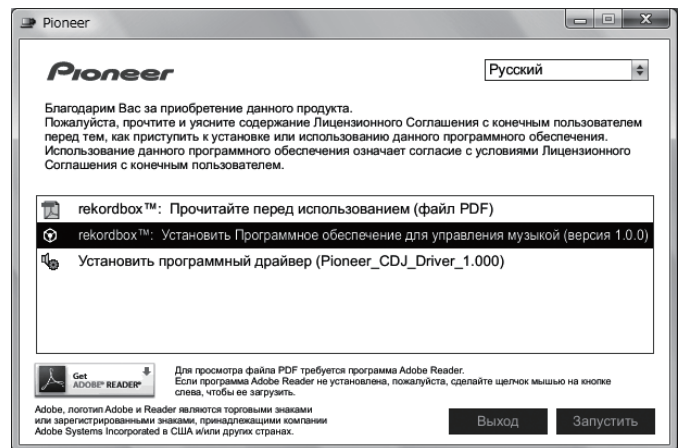 Pioneer
Pioneer
Русский
Благодарим Вас за приобретение данного продукта.
Пожалуйста, прочтите и уясните содержание Лицензионного Соглашения с конечным пользователем
перед тем, как приступить к установке или использованию данного программного обеспечения.
Использование данного программного обеспечения означает согласие с условиями Лицензионного
Соглашения с конечным пользователем.
rekordbox™: Прочитайте перед использованием (файл PDF)
rekordbox™: Установить Программное обеспечение для управления музыкой (версия 1.0.0)
Установить программный драйвер (Pioneer_CDJ_Driver_1.000)
Get
ADOBE® READER®
Для просмотра файла PDF требуется программа Adobe Reader.
Если программа Adobe Reader не установлена, пожалуйста, сделайте щелчок мышью на кнопке
слева, чтобы ее загрузить.
Adobe, логотип Adobe и Reader являются торговыми знаками
или зарегистрированными знаками, принадлежащими компании
Adobe Systems Incorporated в США и/или других странах.
Выход
Запустить